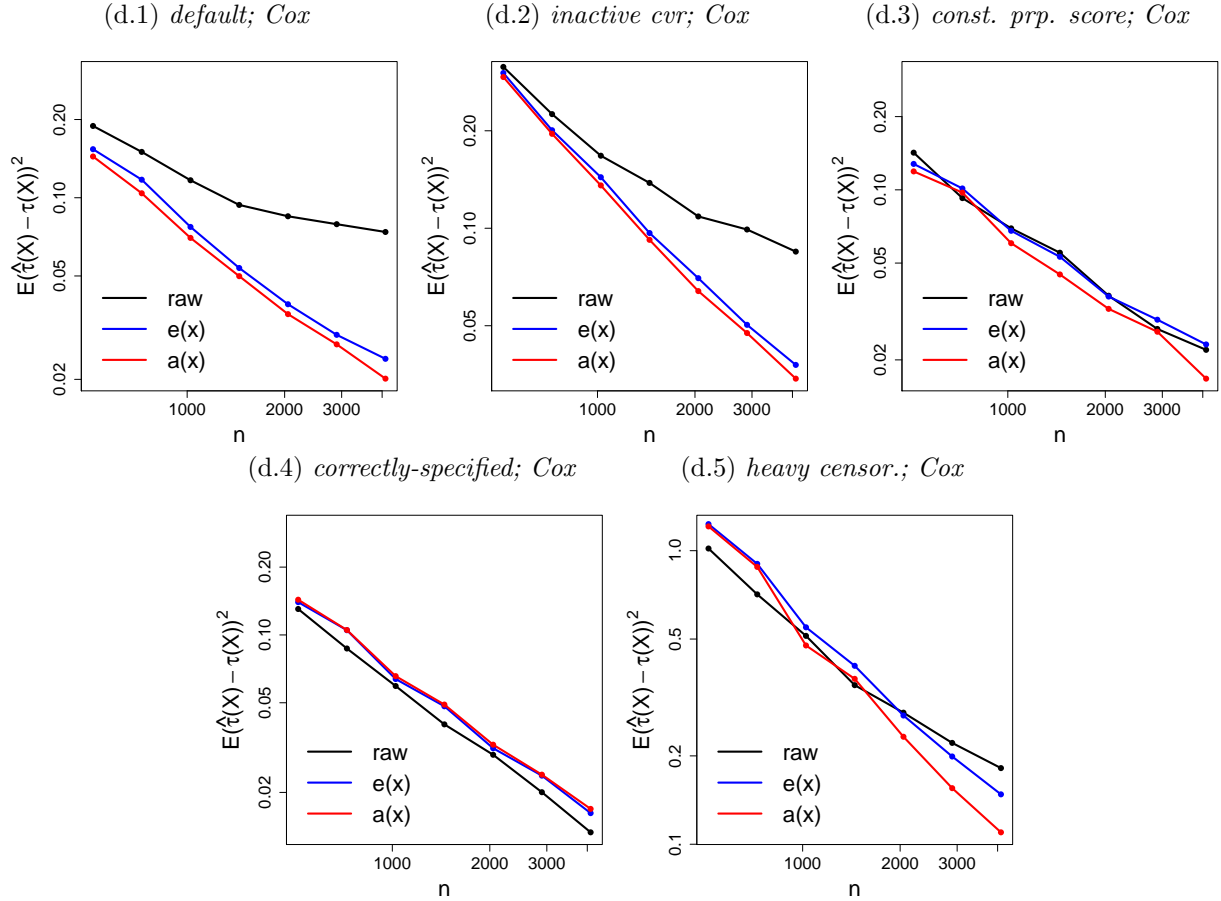 (d.1) default; Cox
(d.2) inactive cvr; Cox
(d.3) const. prp. score; Cox
E(τ̂(X) − τ(X))²
0.20
0.10
0.05
0.02
raw
e(x)
a(x)
1000
2000
3000
n
E(τ̂(X) − τ(X))²
0.20
0.10
0.05
raw
e(x)
a(x)
1000
2000
3000
n
E(τ̂(X) − τ(X))²
0.20
0.10
0.05
0.02
raw
e(x)
a(x)
1000
2000
3000
n
(d.4) correctly-specified; Cox
(d.5) heavy censor.; Cox
E(τ̂(X) − τ(X))²
0.20
0.10
0.05
0.02
raw
e(x)
a(x)
1000
2000
3000
n
E(τ̂(X) − τ(X))²
1.0
0.5
0.2
0.1
raw
e(x)
a(x)
1000
2000
3000
n